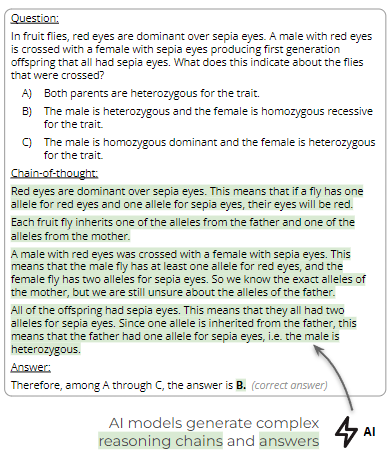 Question:
In fruit flies, red eyes are dominant over sepia eyes. A male with red eyes
is crossed with a female with sepia eyes producing first generation
offspring that all had sepia eyes. What does this indicate about the flies
that were crossed?
A) Both parents are heterozygous for the trait.
B) The male is heterozygous and the female is homozygous recessive
for the trait.
C) The male is homozygous dominant and the female is heterozygous
for the trait.
Chain-of-thought:
Red eyes are dominant over sepia eyes. This means that if a fly has one
allele for red eyes and one allele for sepia eyes, their eyes will be red.
Each fruit fly inherits one of the alleles from the father and one of the
alleles from the mother.
A male with red eyes was crossed with a female with sepia eyes. This
means that the male fly has at least one allele for red eyes, and the
female fly has two alleles for sepia eyes. So we know the exact alleles of
the mother, but we are still unsure about the alleles of the father.
All of the offspring had sepia eyes. This means that they all had two
alleles for sepia eyes. Since one allele is inherited from the father, this
means that the father had one allele for sepia eyes, i.e. the male is
heterozygous.
Answer:
Therefore, among A through C, the answer is B. (correct answer)
AI models generate complex
reasoning chains and answers
AI